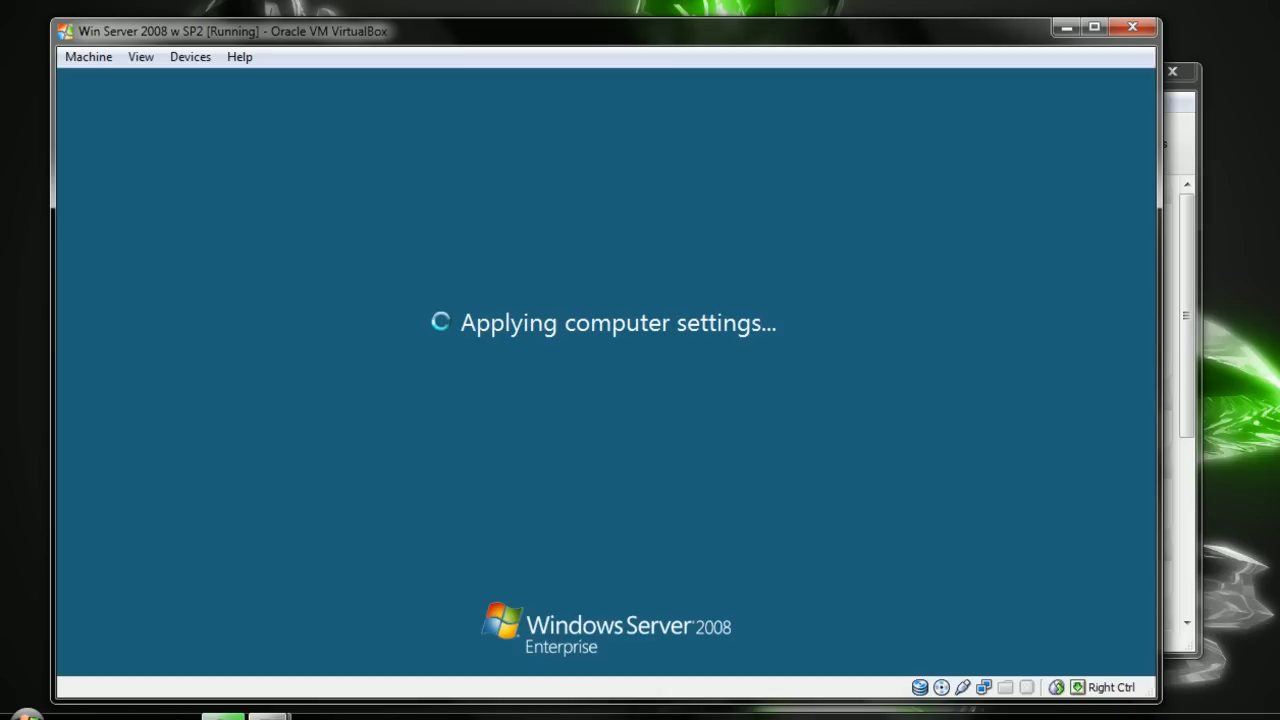 Win Server 2008 w SP2 [Running] - Oracle VM VirtualBox
Machine View Devices Help
Applying computer settings...
Windows Server 2008
Enterprise
Right Ctrl